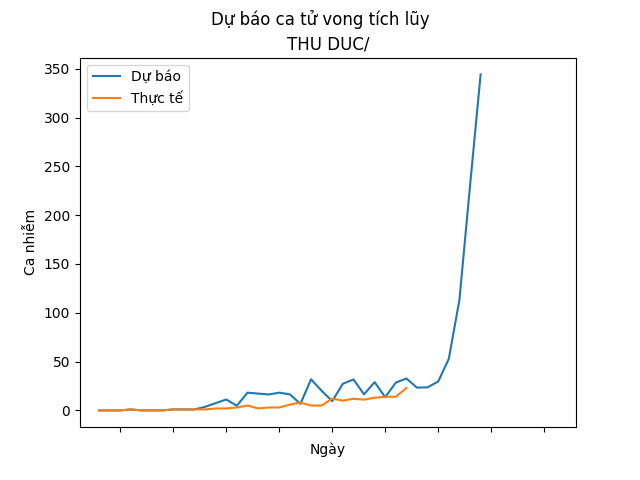 Dự báo ca tử vong tích lũy
THU DUC/
Dự báo
Thực tế
350
300
250
200
150
100
50
0
Ca nhiễm
Ngày